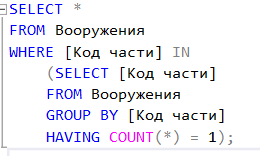 SELECT *
FROM Вооружения
WHERE [Код части] IN
(SELECT [Код части]
FROM Вооружения
GROUP BY [Код части]
HAVING COUNT(*) = 1);